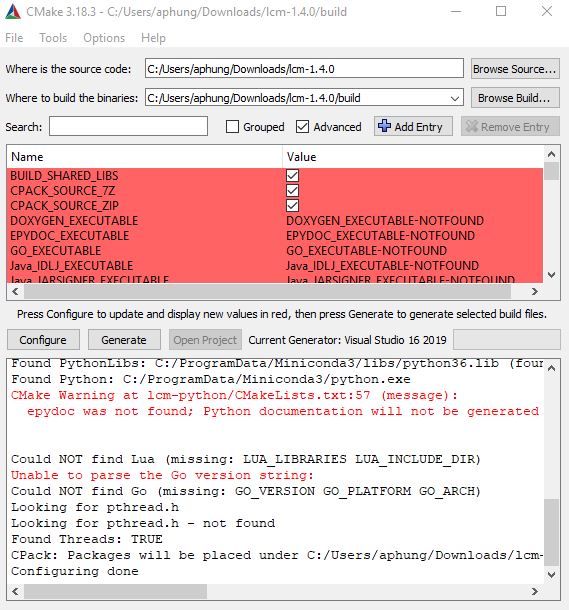 CMake 3.18.3 - C:/Users/aphung/Downloads/lcm-1.4.0/build
File Tools Options Help
Where is the source code: C:/Users/aphung/Downloads/lcm-1.4.0 Browse Source...
Where to build the binaries: C:/Users/aphung/Downloads/lcm-1.4.0/build Browse Build...
Search: Grouped Advanced Add Entry Remove Entry
Name Value
BUILD_SHARED_LIBS
CPACK_SOURCE_7Z
CPACK_SOURCE_ZIP
DOXYGEN_EXECUTABLE DOXYGEN_EXECUTABLE-NOTFOUND
EPYDOC_EXECUTABLE EPYDOC_EXECUTABLE-NOTFOUND
GO_EXECUTABLE GO_EXECUTABLE-NOTFOUND
Java_IDLJ_EXECUTABLE Java_IDLJ_EXECUTABLE-NOTFOUND
Java_JARSIGNER_EXECUTABLE Java_JARSIGNER_EXECUTABLE-NOTFOUND
Press Configure to update and display new values in red, then press Generate to generate selected build files.
Configure Generate Open Project Current Generator: Visual Studio 16 2019
Found PythonLibs: C:/ProgramData/Miniconda3/libs/python36.lib (foun
Found Python: C:/ProgramData/Miniconda3/python.exe
CMake Warning at lcm-python/CMakeLists.txt:57 (message):
epydoc was not found; Python documentation will not be generated
Could NOT find Lua (missing: LUA_LIBRARIES LUA_INCLUDE_DIR)
Unable to parse the Go version string:
Could NOT find Go (missing: GO_VERSION GO_PLATFORM GO_ARCH)
Looking for pthread.h
Looking for pthread.h - not found
Found Threads: TRUE
CPack: Packages will be placed under C:/Users/aphung/Downloads/lcm-
Configuring done